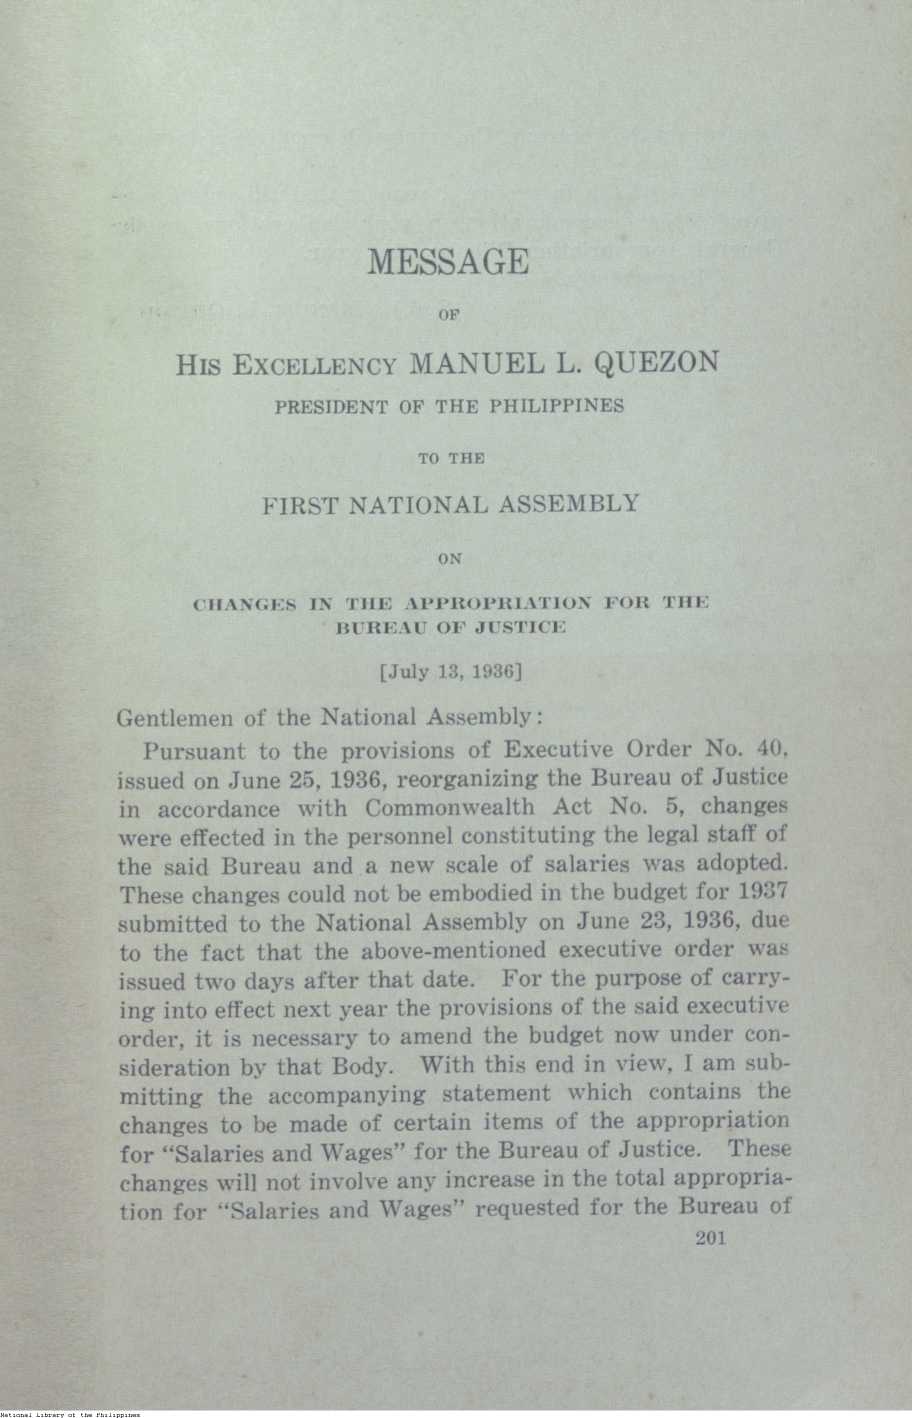 MESSAGE
OF
HIS EXCELLENCY MANUEL L. QUEZON
PRESIDENT OF THE PHILIPPINES
TO THE
FIRST NATIONAL ASSEMBLY
ON
CHANGES IN THE APPROPRIATION FOR THE
BUREAU OF JUSTICE
[July 13, 1936]
Gentlemen of the National Assembly:
Pursuant to the provisions of Executive Order No. 40,
issued on June 25, 1936, reorganizing the Bureau of Justice
in accordance with Commonwealth Act No. 5, changes
were effected in the personnel constituting the legal staff of
the said Bureau and a new scale of salaries was adopted.
These changes could not be embodied in the budget for 1937
submitted to the National Assembly on June 23, 1936, due
to the fact that the above-mentioned executive order was
issued two days after that date. For the purpose of carry-
ing into effect next year the provisions of the said executive
order, it is necessary to amend the budget now under con-
sideration by that Body. With this end in view, I am sub-
mitting the accompanying statement which contains the
changes to be made of certain items of the appropriation
for “Salaries and Wages” for the Bureau of Justice. These
changes will not involve any increase in the total appropria-
tion for “Salaries and Wages” requested for the Bureau of
201
National Library of the Philippines